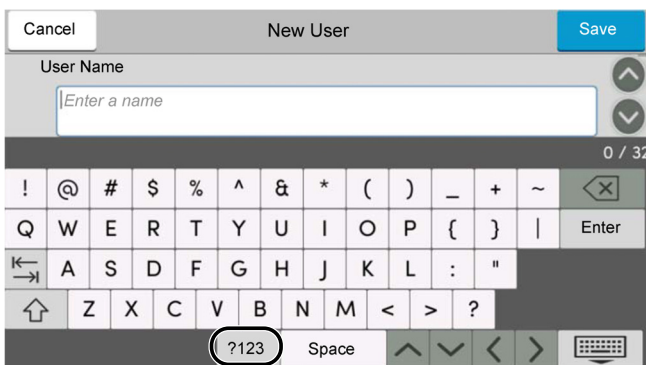 Cancel New User Save
User Name
Enter a name
0 / 32
! @ # $ % ^ & * ( ) _ + ~
Q W E R T Y U I O P { } | Enter
A S D F G H J K L : "
Z X C V B N M < > ?
?123 Space